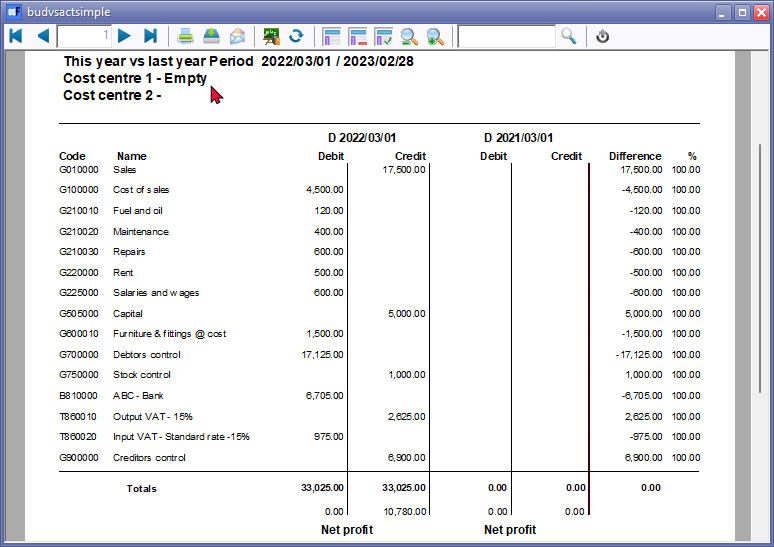 budvsactsimple
1
This year vs last year Period 2022/03/01 / 2023/02/28
Cost centre 1 - Empty
Cost centre 2 -
D 2022/03/01 D 2021/03/01
Code Name Debit Credit Debit Credit Difference %
G010000 Sales 17,500.00 17,500.00 100.00
G100000 Cost of sales 4,500.00 -4,500.00 100.00
G210010 Fuel and oil 120.00 -120.00 100.00
G210020 Maintenance 400.00 -400.00 100.00
G210030 Repairs 600.00 -600.00 100.00
G220000 Rent 500.00 -500.00 100.00
G225000 Salaries and wages 600.00 -600.00 100.00
G505000 Capital 5,000.00 5,000.00 100.00
G600010 Furniture & fittings @ cost 1,500.00 -1,500.00 100.00
G700000 Debtors control 17,125.00 -17,125.00 100.00
G750000 Stock control 1,000.00 1,000.00 100.00
B810000 ABC - Bank 6,705.00 -6,705.00 100.00
T860010 Output VAT - 15% 2,625.00 2,625.00 100.00
T860020 Input VAT - Standard rate -15% 975.00 -975.00 100.00
G900000 Creditors control 6,900.00 6,900.00 100.00
Totals 33,025.00 33,025.00 0.00 0.00 0.00
0.00 10,780.00 0.00 0.00
Net profit Net profit